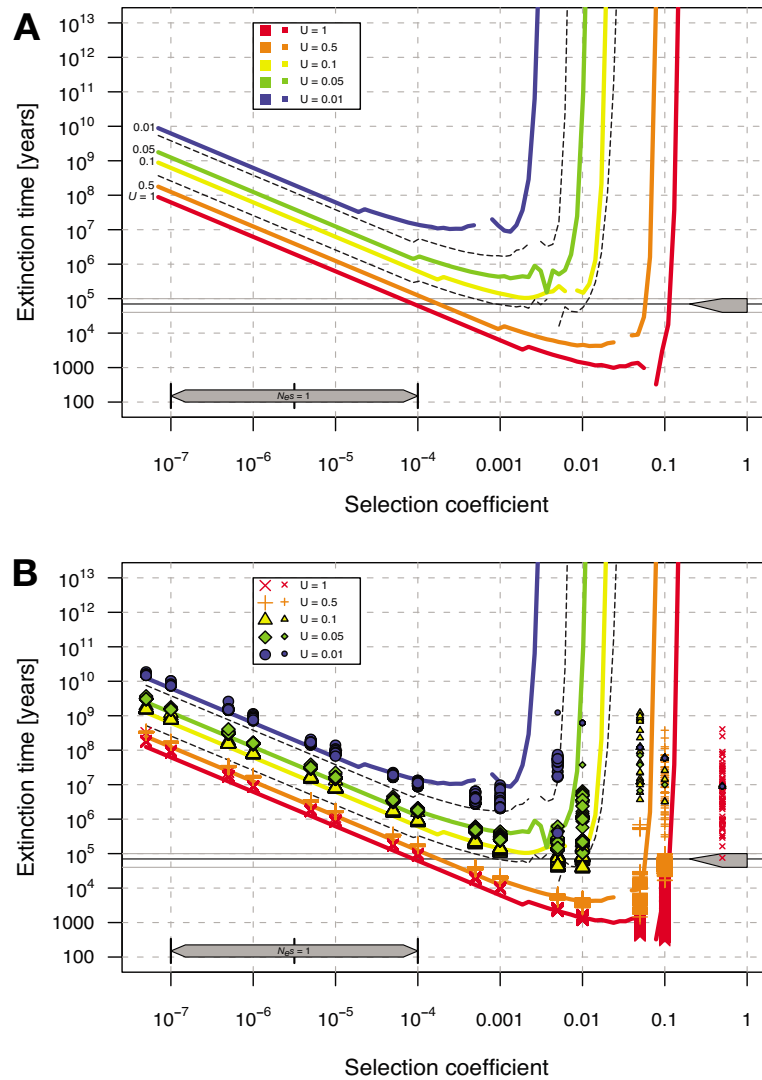 A
10^13
10^12
10^11
10^10
10^9
10^8
10^7
10^6
10^5
10^4
1000
100
Extinction time [years]
U = 1
U = 0.5
U = 0.1
U = 0.05
U = 0.01
0.01
0.05
0.1
0.5
U = 1
Nes = 1
10^-7
10^-6
10^-5
10^-4
0.001
0.01
0.1
1
Selection coefficient
B
10^13
10^12
10^11
10^10
10^9
10^8
10^7
10^6
10^5
10^4
1000
100
Extinction time [years]
U = 1
U = 0.5
U = 0.1
U = 0.05
U = 0.01
Nes = 1
10^-7
10^-6
10^-5
10^-4
0.001
0.01
0.1
1
Selection coefficient